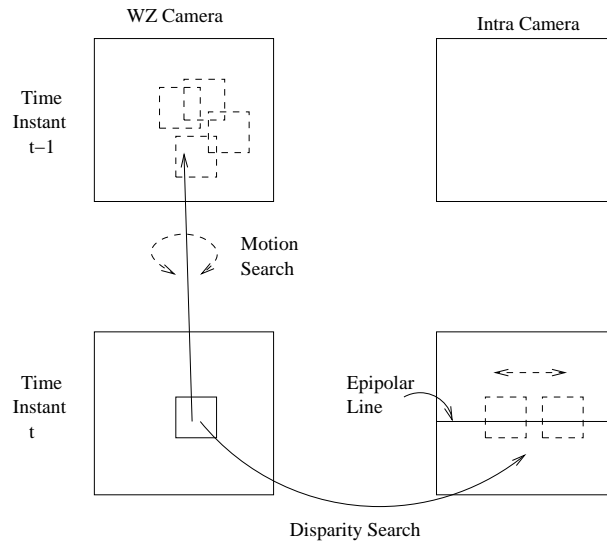 WZ Camera
Intra Camera
Time
Instant
t−1
Motion
Search
Time
Instant
t
Epipolar
Line
Disparity Search